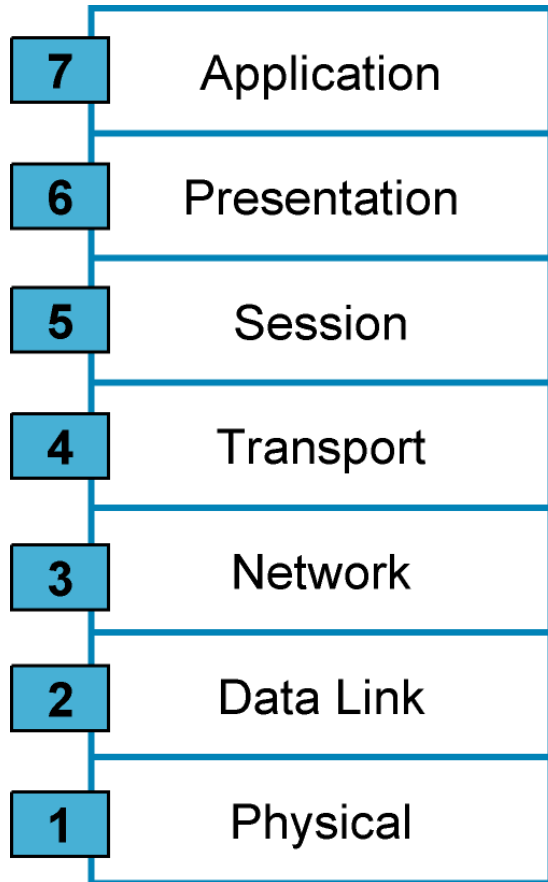 7 Application
6 Presentation
5 Session
4 Transport
3 Network
2 Data Link
1 Physical